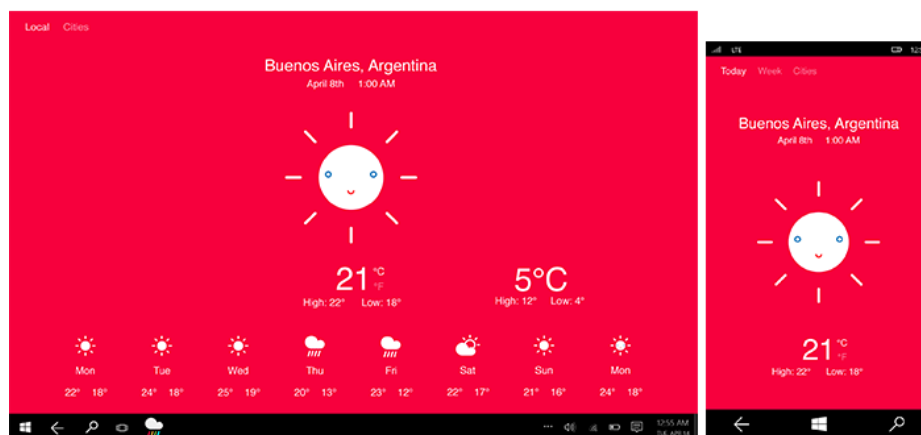 Local Cities
Buenos Aires, Argentina
April 8th 1:00 AM
21 °C
°F
High: 22° Low: 18°
5°C
High: 12° Low: 4°
Mon Tue Wed Thu Fri Sat Sun Mon
22° 18° 24° 18° 25° 19° 20° 13° 23° 12° 22° 17° 21° 16° 24° 18°
12:55 AM
TUE APR 14
LTE
Today Week Cities
Buenos Aires, Argentina
April 8th 1:00 AM
21 °C
°F
High: 22° Low: 18°